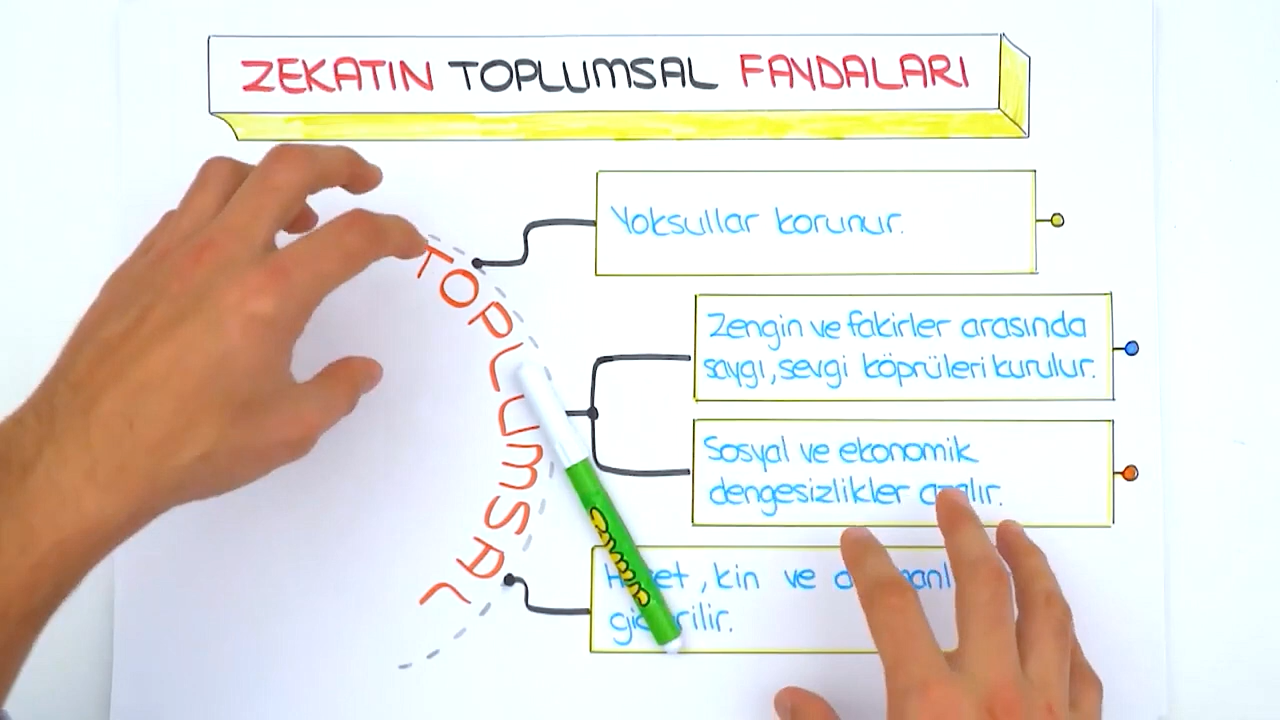 ZEKATIN TOPLUMSAL FAYDALARI
Yoksullar korunur.
TOPLUMSAL
Zengin ve fakirler arasında
saygı, sevgi köprüleri kurulur.
Sosyal ve ekonomik
dengesizlikler azalır.
, kin ve